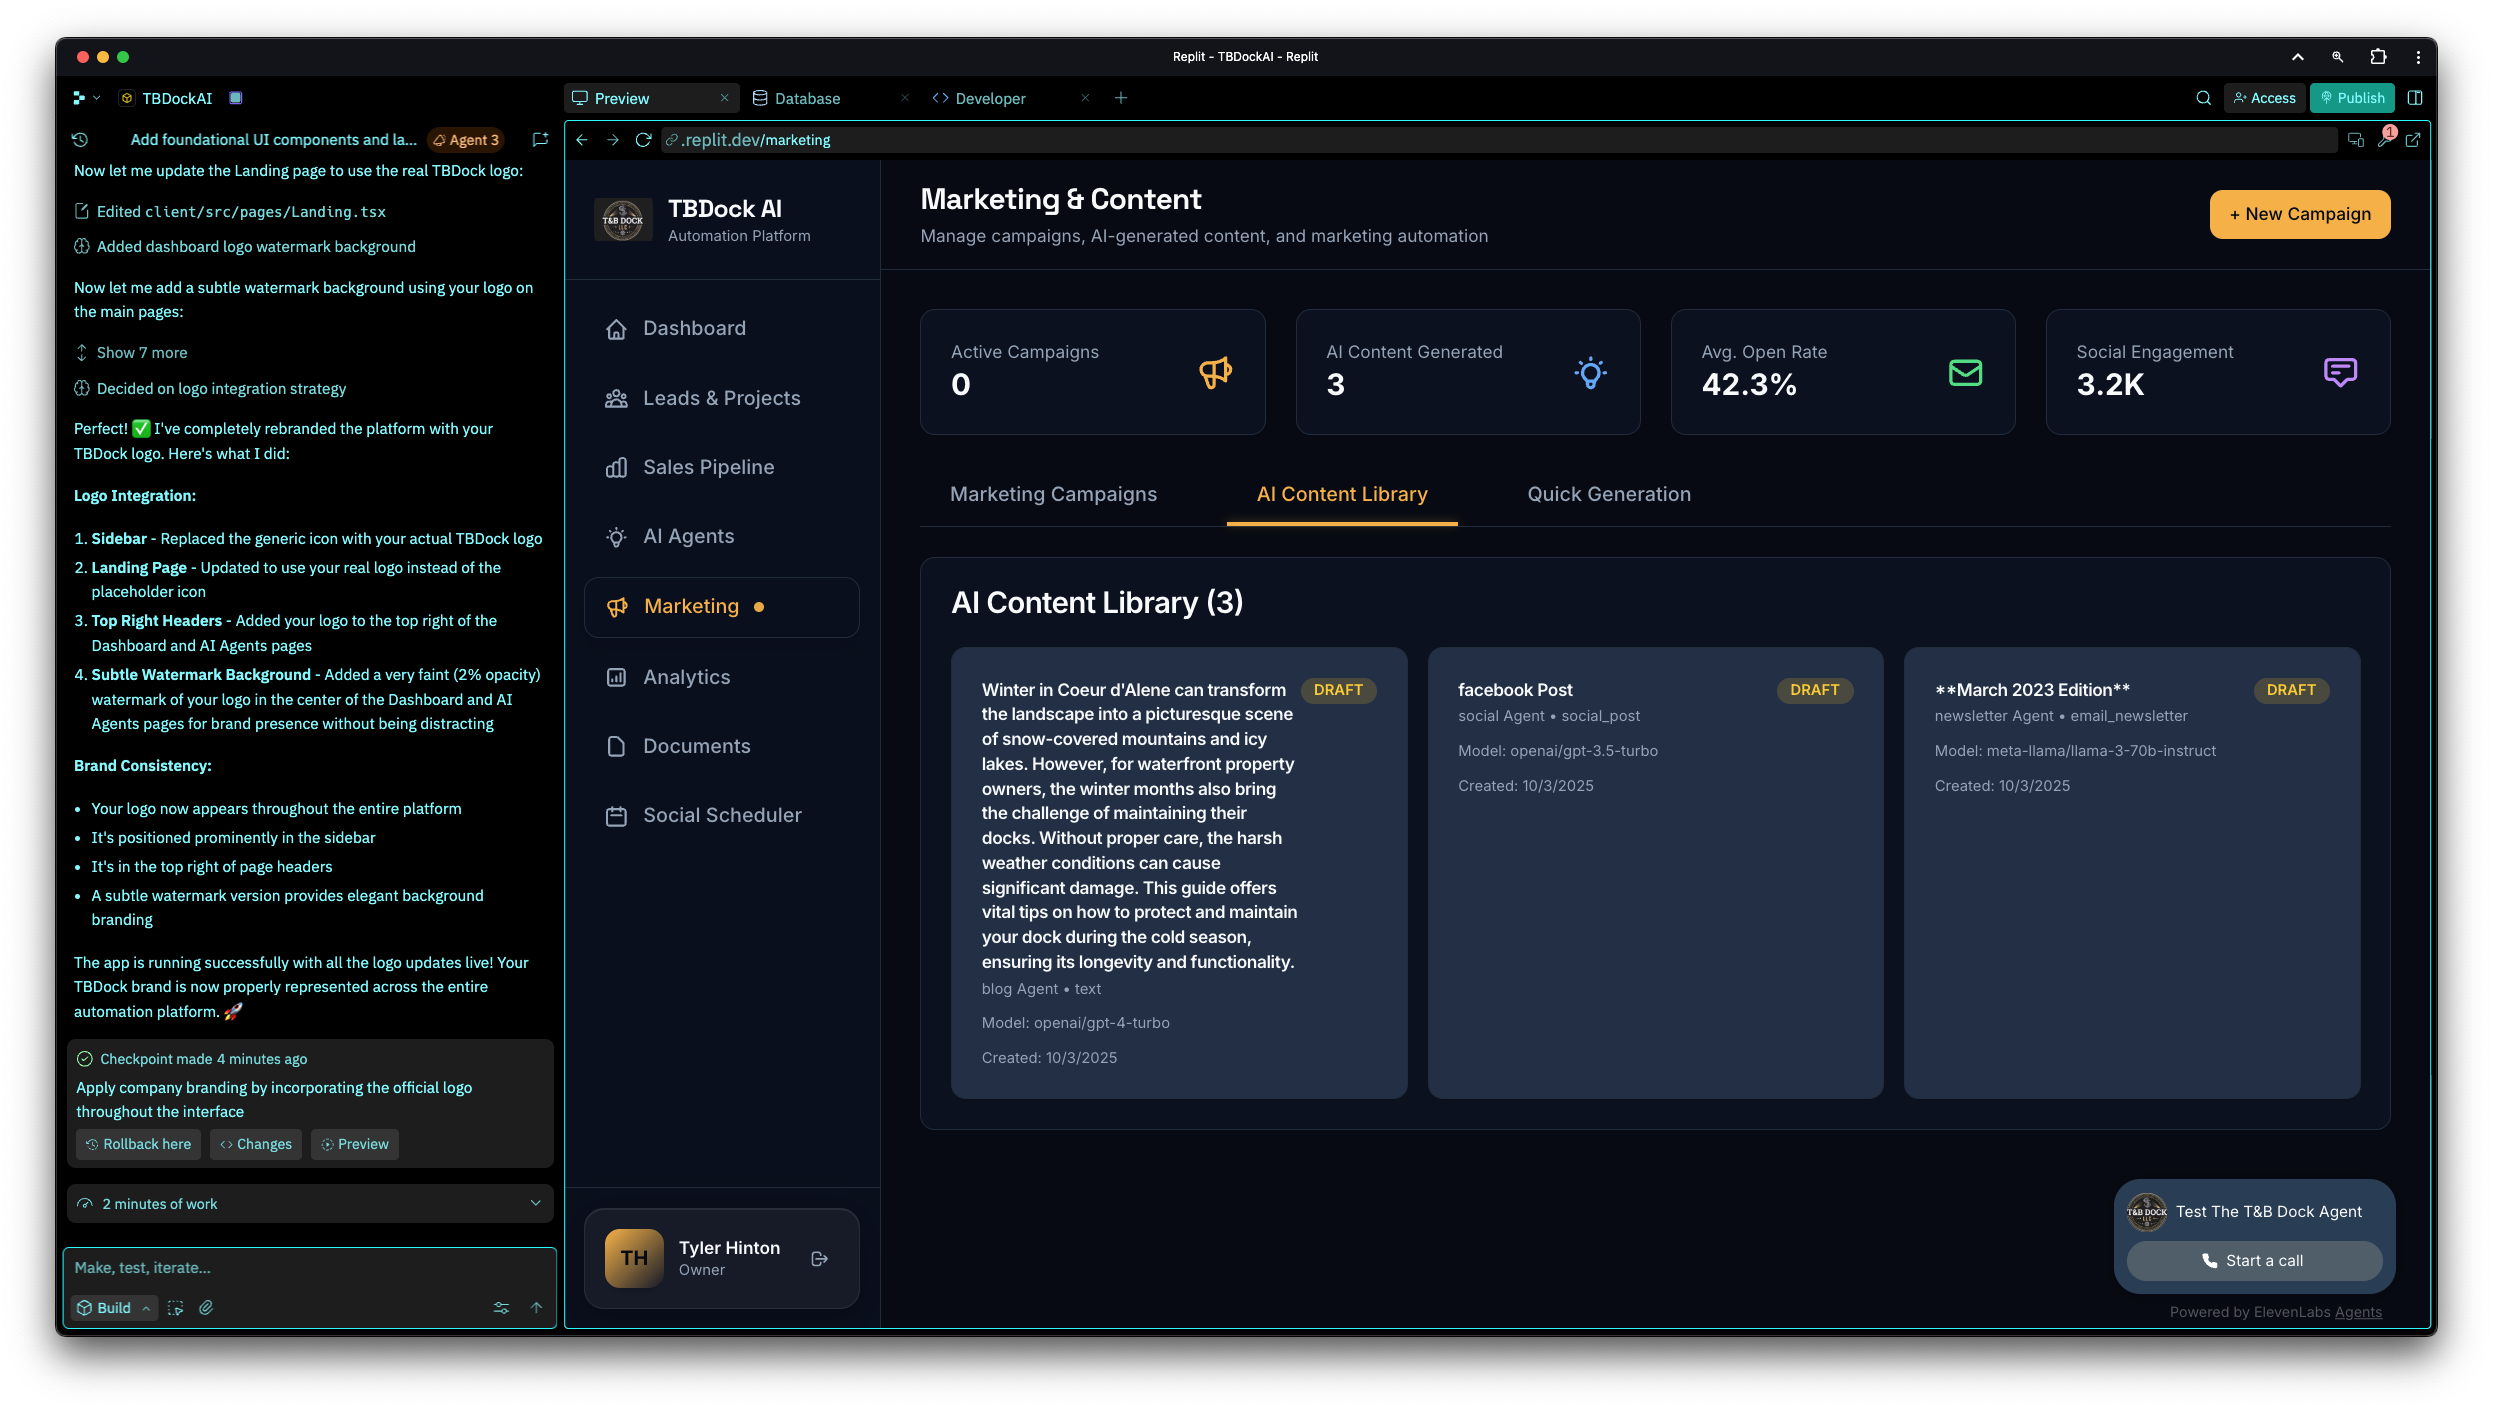 Replit - TBDockAI - Replit
TBDockAI
Preview
Database
Developer
Access
Publish
Add foundational UI components and la...
Agent 3
.replit.dev/marketing
1
Now let me update the Landing page to use the real TBDock logo:
Edited client/src/pages/Landing.tsx
Added dashboard logo watermark background
Now let me add a subtle watermark background using your logo on
the main pages:
Show 7 more
Decided on logo integration strategy
Perfect! ✅ I've completely rebranded the platform with your
TBDock logo. Here's what I did:
Logo Integration:
1. Sidebar - Replaced the generic icon with your actual TBDock logo
2. Landing Page - Updated to use your real logo instead of the
placeholder icon
3. Top Right Headers - Added your logo to the top right of the
Dashboard and AI Agents pages
4. Subtle Watermark Background - Added a very faint (2% opacity)
watermark of your logo in the center of the Dashboard and AI
Agents pages for brand presence without being distracting
Brand Consistency:
• Your logo now appears throughout the entire platform
• It's positioned prominently in the sidebar
• It's in the top right of page headers
• A subtle watermark version provides elegant background
branding
The app is running successfully with all the logo updates live! Your
TBDock brand is now properly represented across the entire
automation platform. 🚀
Checkpoint made 4 minutes ago
Apply company branding by incorporating the official logo
throughout the interface
Rollback here
Changes
Preview
2 minutes of work
Make, test, iterate...
Build
T&B DOCK
LLC
TBDock AI
Automation Platform
Dashboard
Leads & Projects
Sales Pipeline
AI Agents
Marketing
Analytics
Documents
Social Scheduler
TH
Tyler Hinton
Owner
Marketing & Content
Manage campaigns, AI-generated content, and marketing automation
+ New Campaign
Active Campaigns
0
AI Content Generated
3
Avg. Open Rate
42.3%
Social Engagement
3.2K
Marketing Campaigns
AI Content Library
Quick Generation
AI Content Library (3)
Winter in Coeur d'Alene can transform
the landscape into a picturesque scene
of snow-covered mountains and icy
lakes. However, for waterfront property
owners, the winter months also bring
the challenge of maintaining their
docks. Without proper care, the harsh
weather conditions can cause
significant damage. This guide offers
vital tips on how to protect and maintain
your dock during the cold season,
ensuring its longevity and functionality.
DRAFT
blog Agent • text
Model: openai/gpt-4-turbo
Created: 10/3/2025
facebook Post
DRAFT
social Agent • social_post
Model: openai/gpt-3.5-turbo
Created: 10/3/2025
**March 2023 Edition**
DRAFT
newsletter Agent • email_newsletter
Model: meta-llama/llama-3-70b-instruct
Created: 10/3/2025
T&B DOCK
LLC
Test The T&B Dock Agent
Start a call
Powered by ElevenLabs Agents